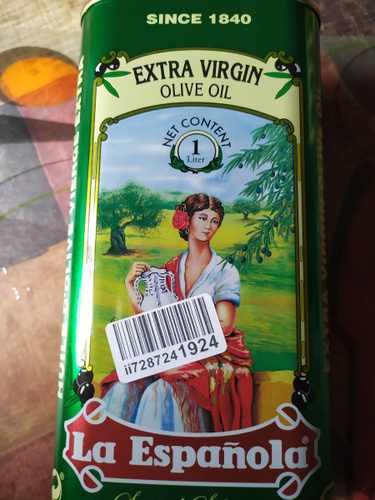 SINCE 1840
EXTRA VIRGIN
OLIVE OIL
NET CONTENT
1
Liter
ii7287241924
La Española